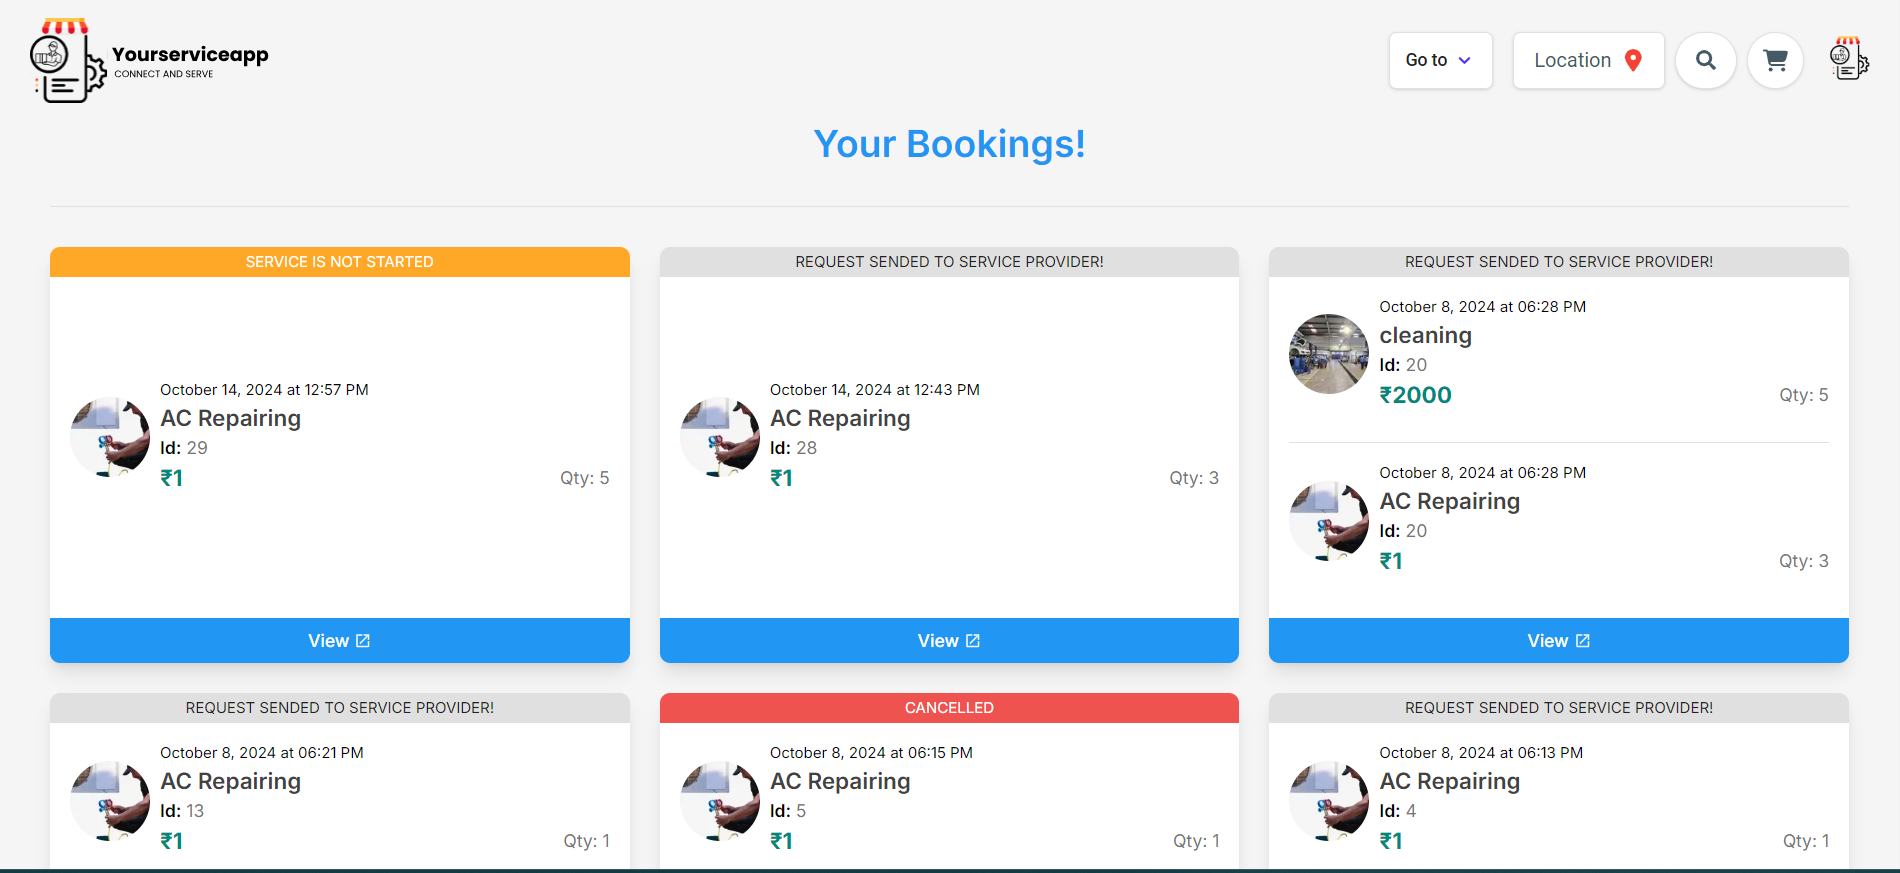 Yourserviceapp
CONNECT AND SERVE
Go to
Location
Your Bookings!
SERVICE IS NOT STARTED
October 14, 2024 at 12:57 PM
AC Repairing
Id: 29
₹1
Qty: 5
View
REQUEST SENDED TO SERVICE PROVIDER!
October 14, 2024 at 12:43 PM
AC Repairing
Id: 28
₹1
Qty: 3
View
REQUEST SENDED TO SERVICE PROVIDER!
October 8, 2024 at 06:28 PM
cleaning
Id: 20
₹2000
Qty: 5
October 8, 2024 at 06:28 PM
AC Repairing
Id: 20
₹1
Qty: 3
View
REQUEST SENDED TO SERVICE PROVIDER!
October 8, 2024 at 06:21 PM
AC Repairing
Id: 13
₹1
Qty: 1
CANCELLED
October 8, 2024 at 06:15 PM
AC Repairing
Id: 5
₹1
Qty: 1
REQUEST SENDED TO SERVICE PROVIDER!
October 8, 2024 at 06:13 PM
AC Repairing
Id: 4
₹1
Qty: 1